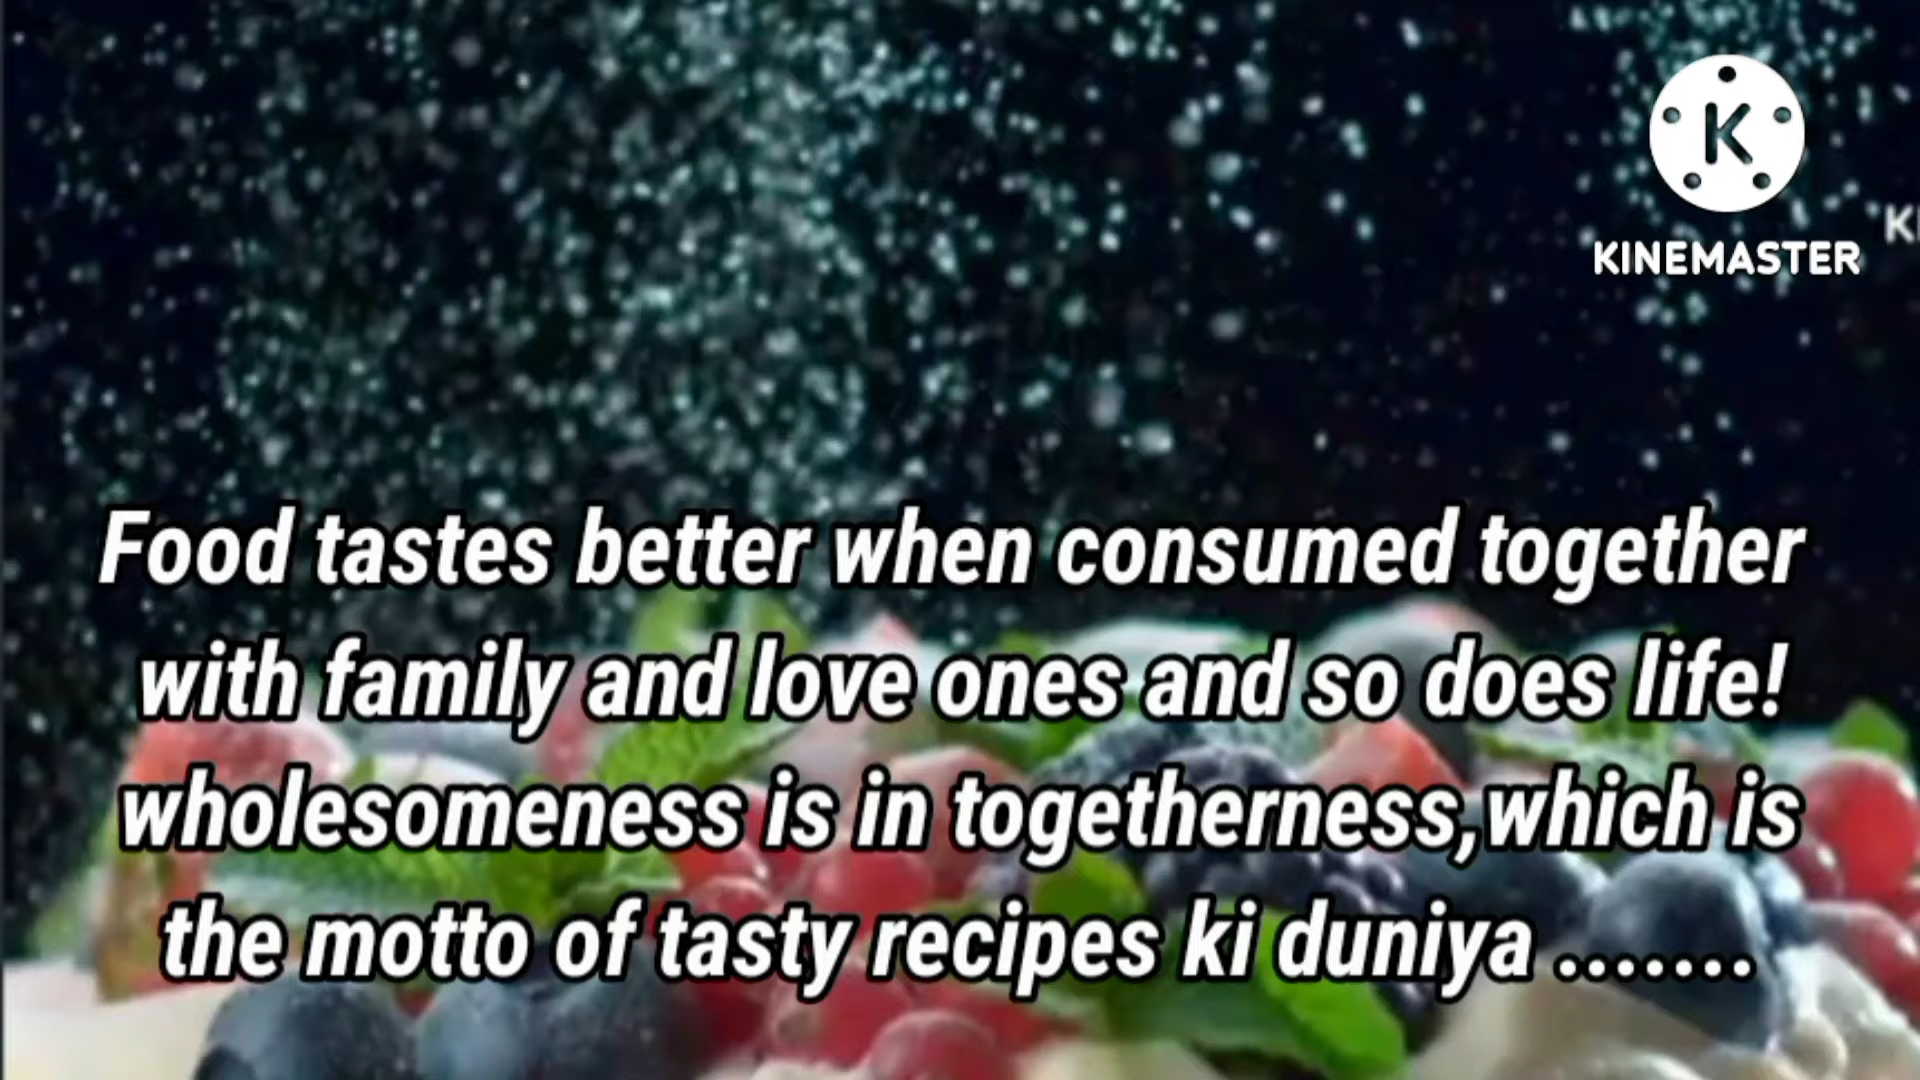 K
KINEMASTER
K
Food tastes better when consumed together
with family and love ones and so does life!
wholesomeness is in togetherness,which is
the motto of tasty recipes ki duniya .......